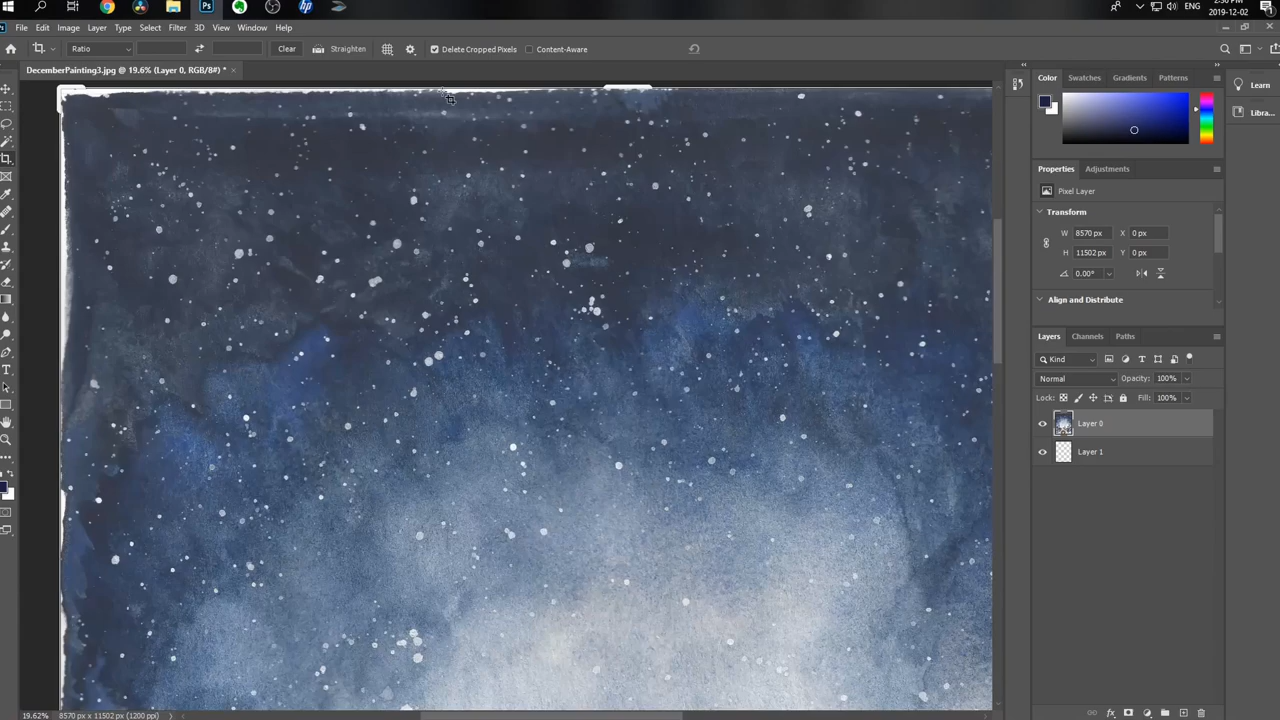 2:50 PM
ENG
2019-12-02
File Edit Image Layer Type Select Filter 3D View Window Help
Ratio Clear Straighten Delete Cropped Pixels Content-Aware
DecemberPainting3.jpg @ 19.6% (Layer 0, RGB/8#) *
Color Swatches Gradients Patterns
Learn
Libra...
Properties Adjustments
Pixel Layer
Transform
W 8570 px X 0 px
H 11502 px Y 0 px
0.00°
Align and Distribute
Layers Channels Paths
Kind
Normal Opacity: 100%
Lock: Fill: 100%
Layer 0
Layer 1
19.62% 8570 px x 11502 px (1200 ppi)